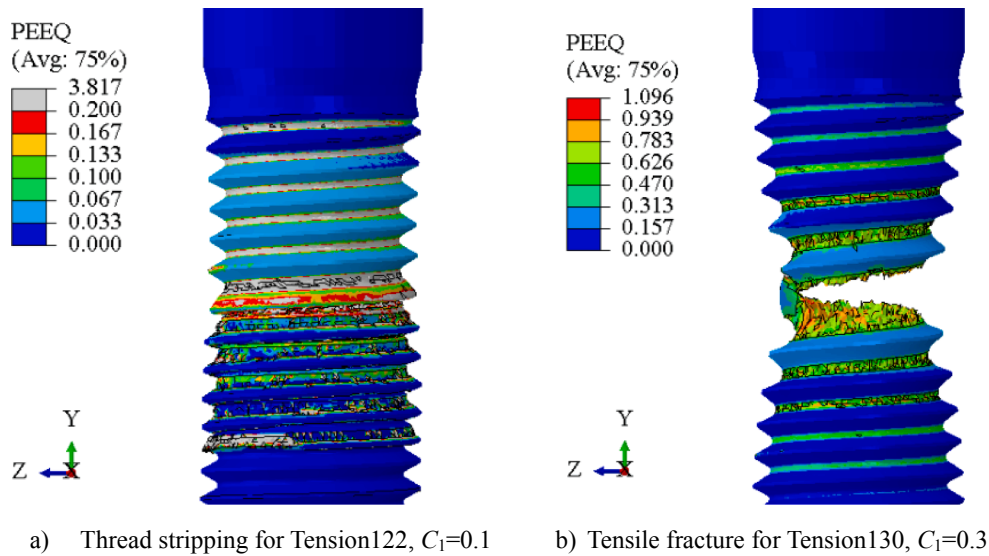 PEEQ
(Avg: 75%)
3.817
0.200
0.167
0.133
0.100
0.067
0.033
0.000
Y
Z
X
PEEQ
(Avg: 75%)
1.096
0.939
0.783
0.626
0.470
0.313
0.157
0.000
Y
Z
X
a) Thread stripping for Tension122, C1=0.1
b) Tensile fracture for Tension130, C1=0.3